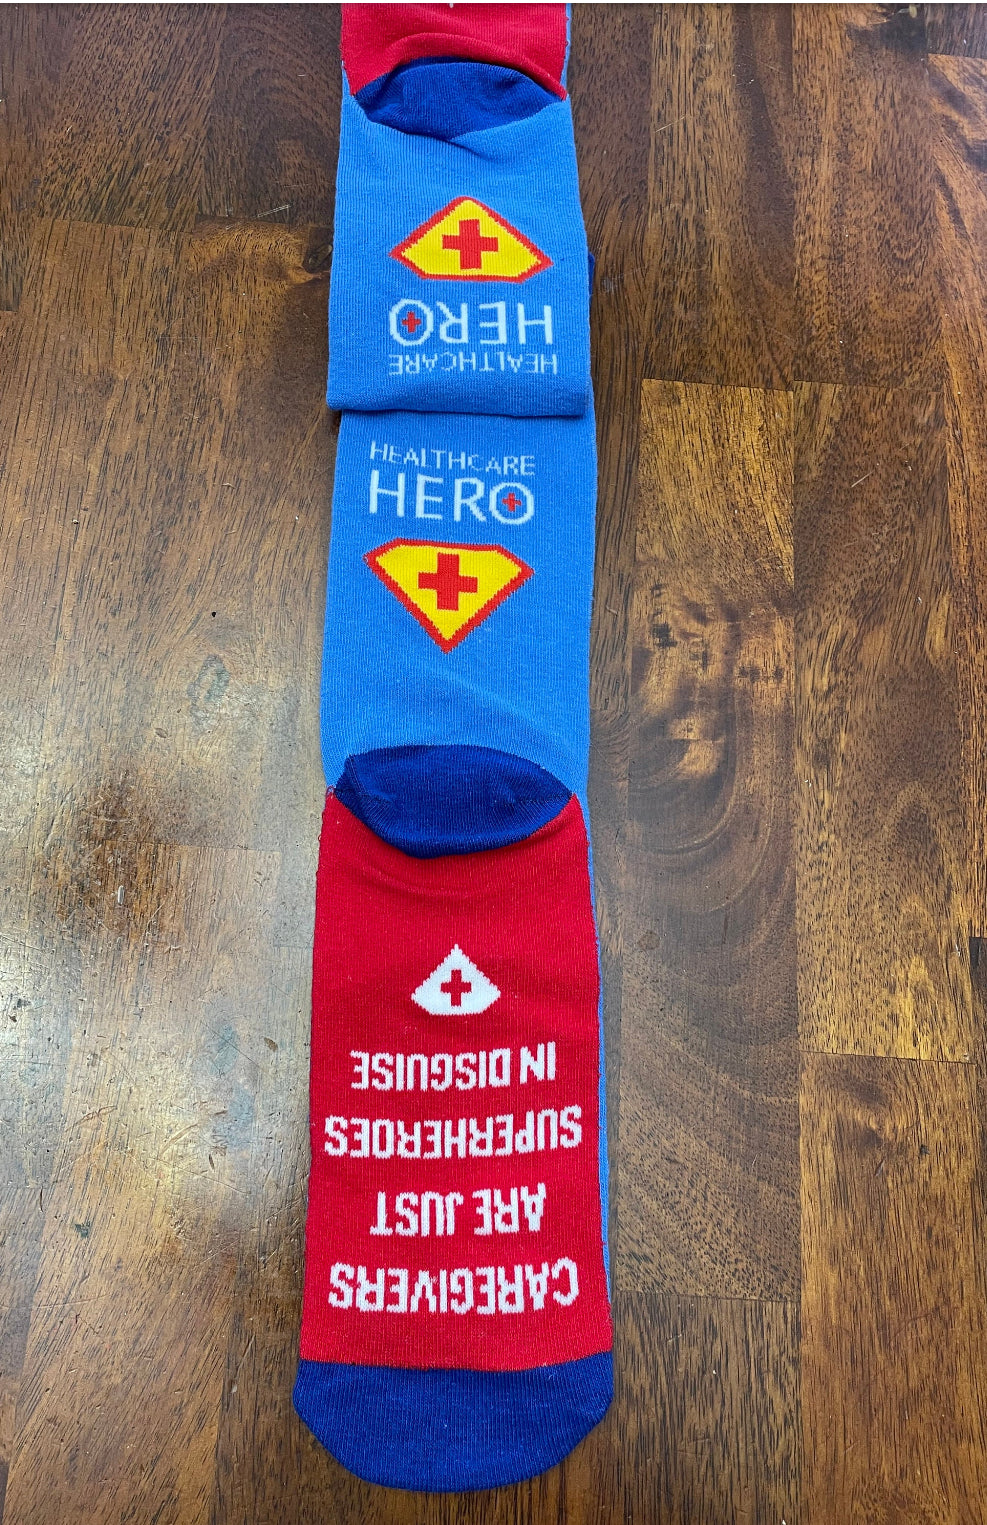 HEALTHCARE
HERO
HEALTHCARE
HERO
CAREGIVERS
ARE JUST
SUPERHEROES
IN DISGUISE